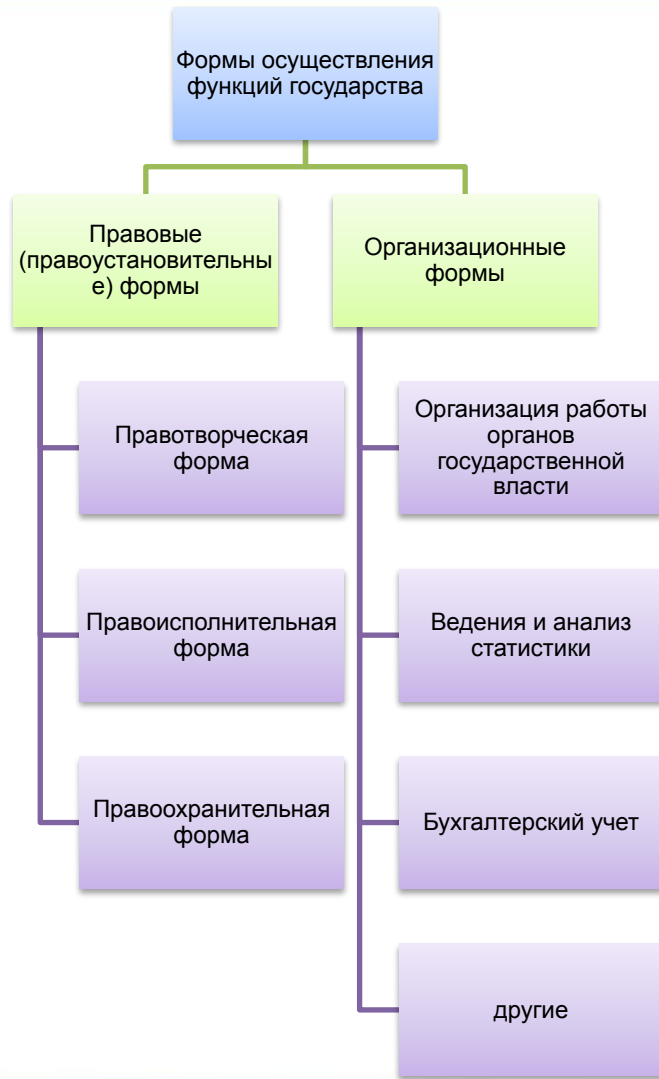 Формы осуществления
функций государства
Правовые
(правоустановительны
е) формы
Правотворческая
форма
Правоисполнительная
форма
Правоохранительная
форма
Организационные
формы
Организация работы
органов
государственной
власти
Ведения и анализ
статистики
Бухгалтерский учет
другие